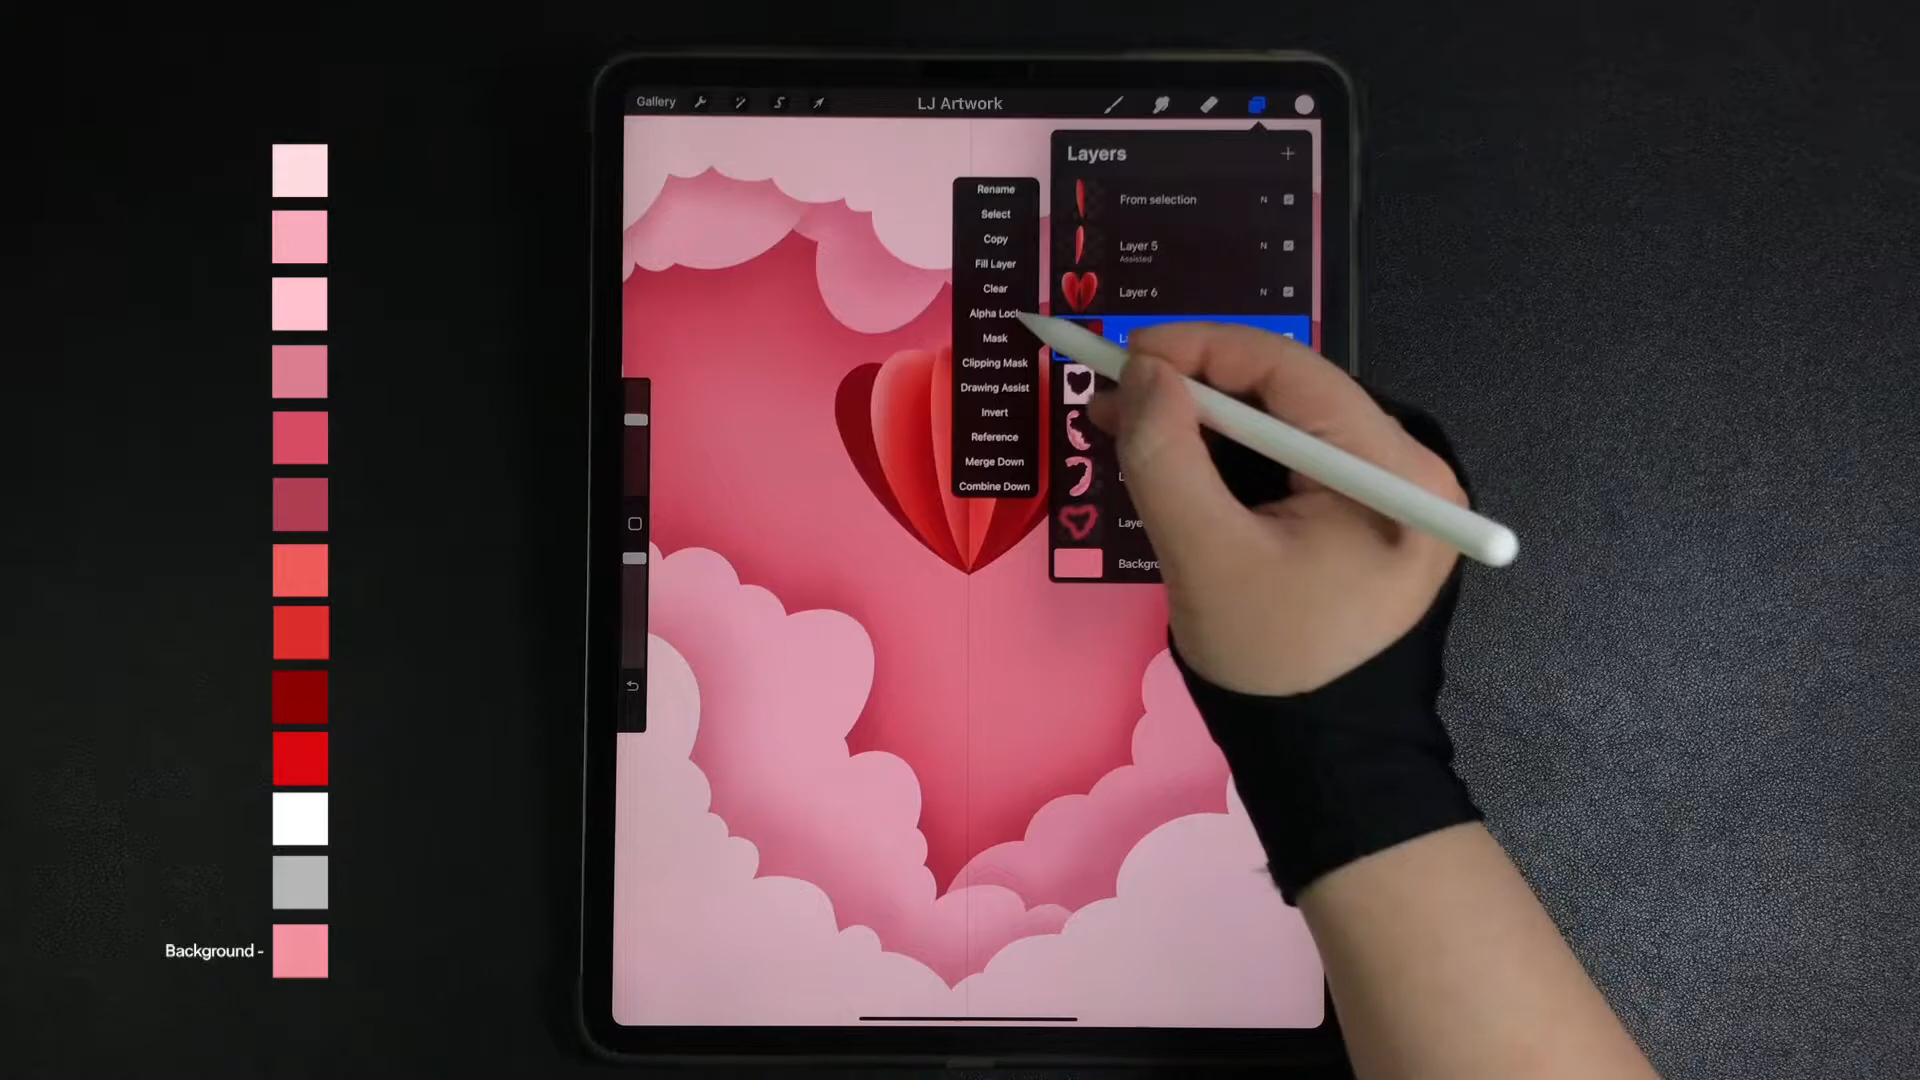 Gallery
LJ Artwork
Layers
Rename
Select
Copy
Fill Layer
Clear
Alpha Lock
Mask
Clipping Mask
Drawing Assist
Invert
Reference
Merge Down
Combine Down
From selection N
Layer 5 N
Assisted
Layer 6 N
Background -